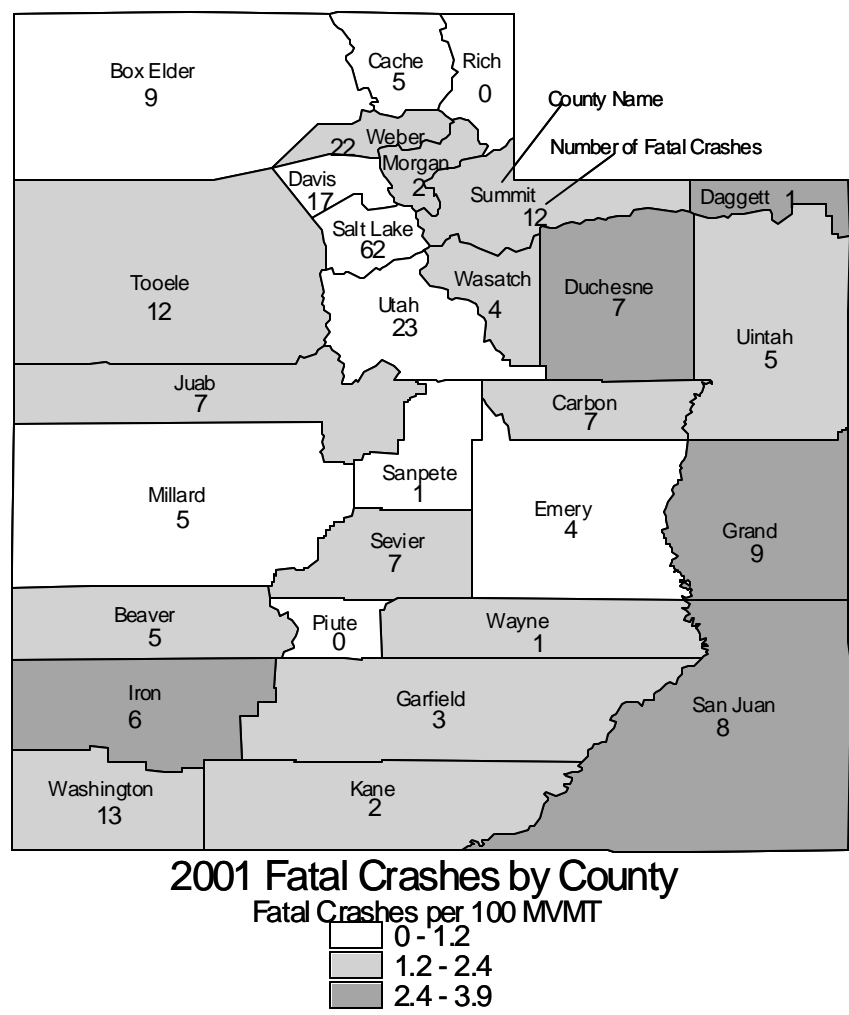 Box Elder
9
Cache
5
Rich
0
County Name
Number of Fatal Crashes
Weber
22
Morgan
2
Davis
17
Summit
12
Daggett 1
Salt Lake
62
Tooele
12
Utah
23
Wasatch
4
Duchesne
7
Uintah
5
Juab
7
Carbon
7
Sanpete
1
Millard
5
Emery
4
Grand
9
Sevier
7
Beaver
5
Piute
0
Wayne
1
Iron
6
Garfield
3
San Juan
8
Washington
13
Kane
2
2001 Fatal Crashes by County
Fatal Crashes per 100 MVMT
0 - 1.2
1.2 - 2.4
2.4 - 3.9